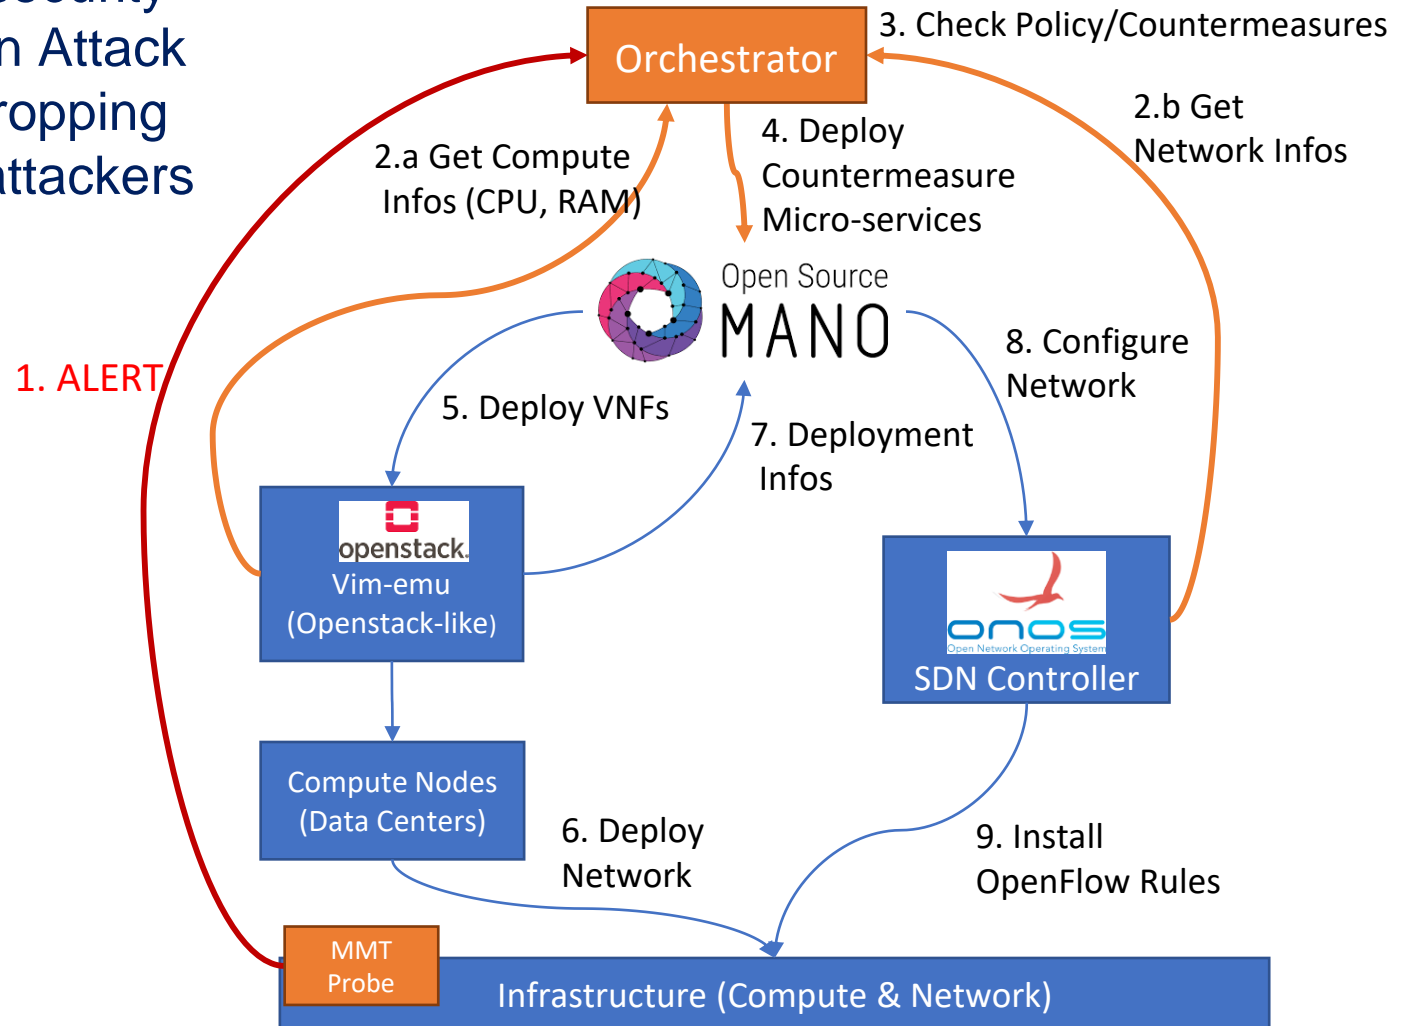 n Attack
attackers
Orchestrator
3. Check Policy/Countermeasures
2.a Get Compute
Infos (CPU, RAM)
4. Deploy
Countermeasure
Micro-services
2.b Get
Network Infos
Open Source
MANO
1. ALERT
5. Deploy VNFs
7. Deployment
Infos
8. Configure
Network
openstack.
Vim-emu
(Openstack-like)
onos
Open Network Operating System
SDN Controller
Compute Nodes
(Data Centers)
6. Deploy
Network
9. Install
OpenFlow Rules
MMT
Probe
Infrastructure (Compute & Network)